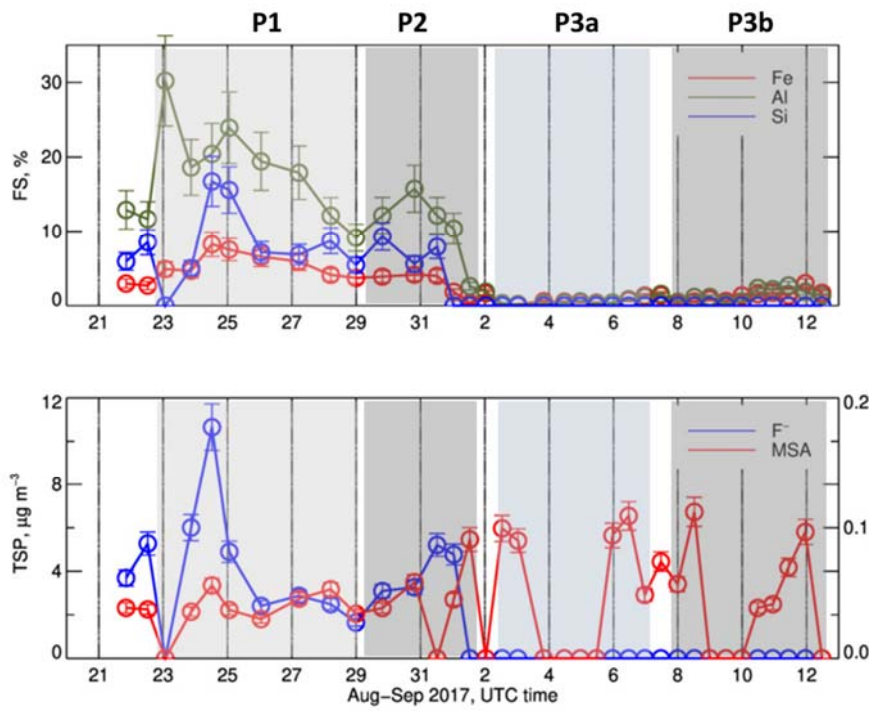 P1 P2 P3a P3b
FS, %
30
20
10
0
Fe
Al
Si
21 23 25 27 29 31 2 4 6 8 10 12
TSP, μg m⁻³
12
8
4
0
0.2
0.1
0.0
F⁻
MSA
21 23 25 27 29 31 2 4 6 8 10 12
Aug−Sep 2017, UTC time